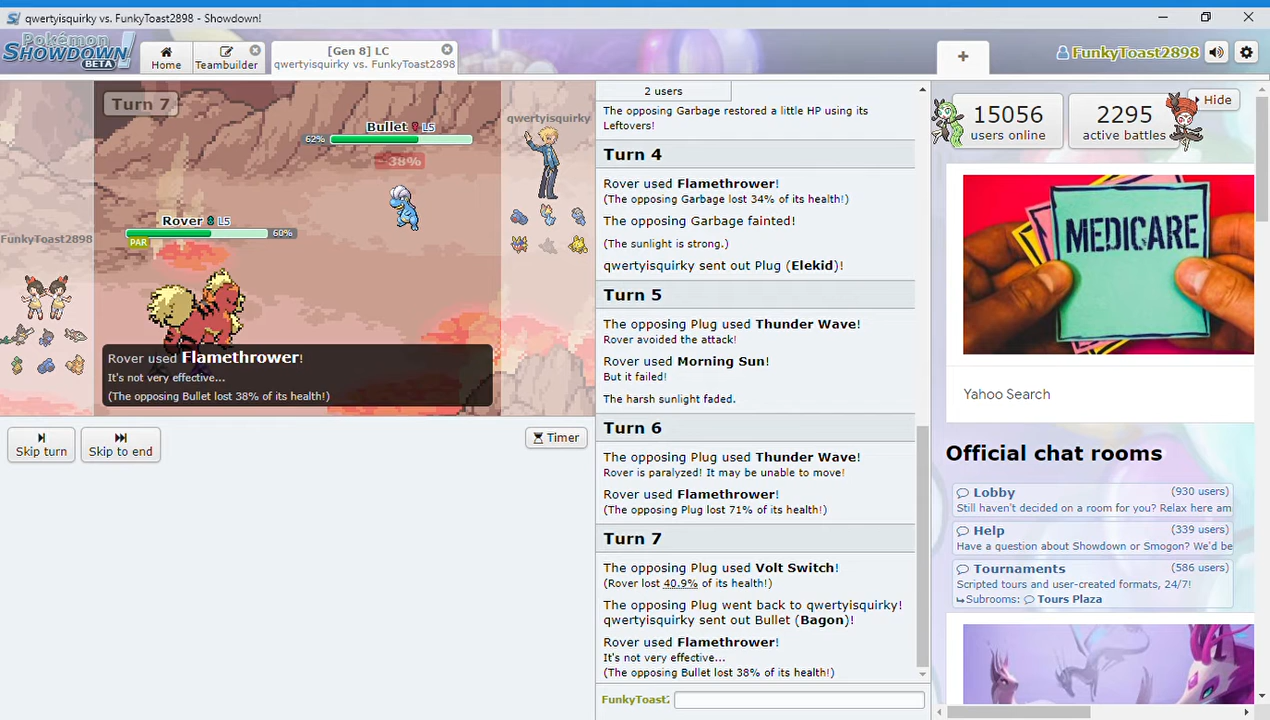 qwertyisquirky vs. FunkyToast2898 - Showdown!
Pokémon
SHOWDOWN!
BETA
Home
Teambuilder
[Gen 8] LC
qwertyisquirky vs. FunkyToast2898
+
FunkyToast2898
Turn 7
Bullet L5
62%
-38%
qwertyisquirky
Rover L5
60%
PAR
FunkyToast2898
Rover used Flamethrower!
It's not very effective...
(The opposing Bullet lost 38% of its health!)
Skip turn
Skip to end
Timer
2 users
The opposing Garbage restored a little HP using its
Leftovers!
Turn 4
Rover used Flamethrower!
(The opposing Garbage lost 34% of its health!)
The opposing Garbage fainted!
(The sunlight is strong.)
qwertyisquirky sent out Plug (Elekid)!
Turn 5
The opposing Plug used Thunder Wave!
Rover avoided the attack!
Rover used Morning Sun!
But it failed!
The harsh sunlight faded.
Turn 6
The opposing Plug used Thunder Wave!
Rover is paralyzed! It may be unable to move!
Rover used Flamethrower!
(The opposing Plug lost 71% of its health!)
Turn 7
The opposing Plug used Volt Switch!
(Rover lost 40.9% of its health!)
The opposing Plug went back to qwertyisquirky!
qwertyisquirky sent out Bullet (Bagon)!
Rover used Flamethrower!
It's not very effective...
(The opposing Bullet lost 38% of its health!)
FunkyToast2
15056
users online
2295
active battles
Hide
MEDICARE
Yahoo Search
Official chat rooms
Lobby
(930 users)
Still haven't decided on a room for you? Relax here am
Help
(339 users)
Have a question about Showdown or Smogon? We'd be
Tournaments
(586 users)
Scripted tours and user-created formats, 24/7!
Subrooms: Tours Plaza